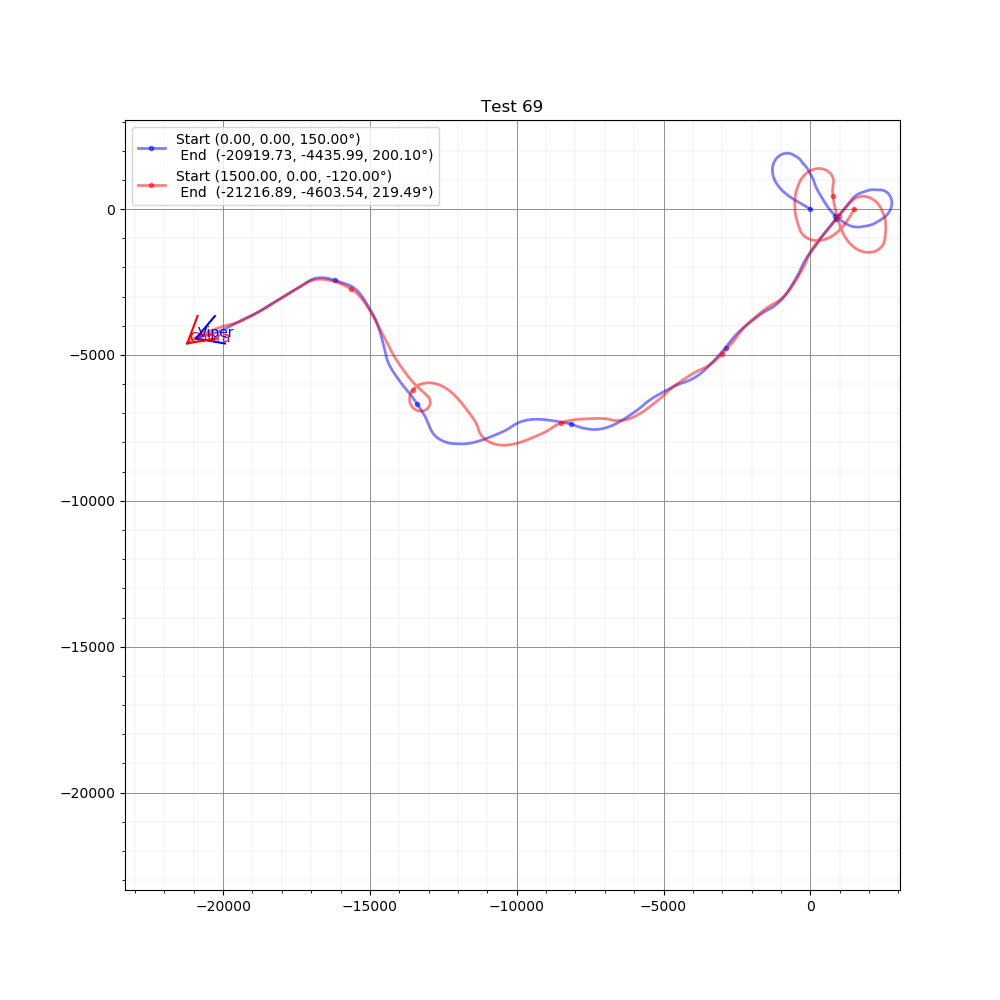 Test 69
Start (0.00, 0.00, 150.00°)
End  (-20919.73, -4435.99, 200.10°)
Start (1500.00, 0.00, -120.00°)
End  (-21216.89, -4603.54, 219.49°)
0
−5000
−10000
−15000
−20000
Viper
−20000
−15000
−10000
−5000
0